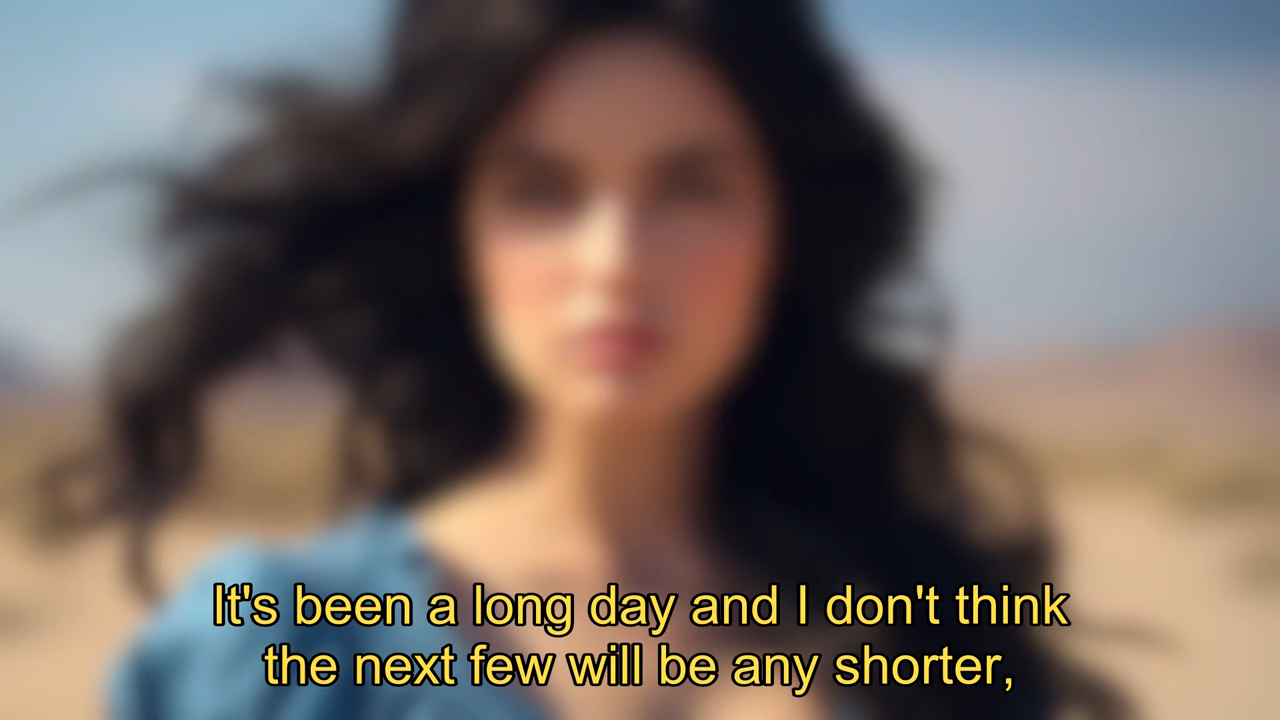 It's been a long day and I don't think
the next few will be any shorter,